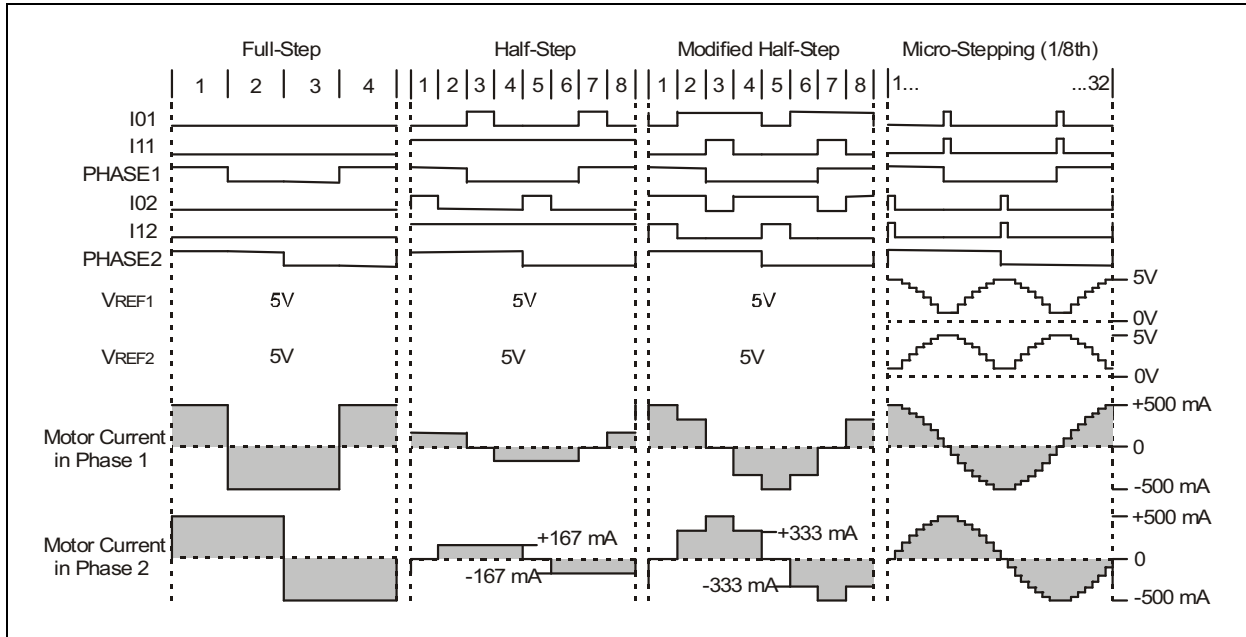 Full-Step Half-Step Modified Half-Step Micro-Stepping (1/8th)
1 2 3 4 1 2 3 4 5 6 7 8 1 2 3 4 5 6 7 8 1... ...32
I01
I11
PHASE1
I02
I12
PHASE2
VREF1 5V 5V 5V 5V
0V
VREF2 5V 5V 5V 5V
0V
Motor Current
in Phase 1
+500 mA
0
-500 mA
Motor Current
in Phase 2
+167 mA
-167 mA
+333 mA
-333 mA
+500 mA
0
-500 mA